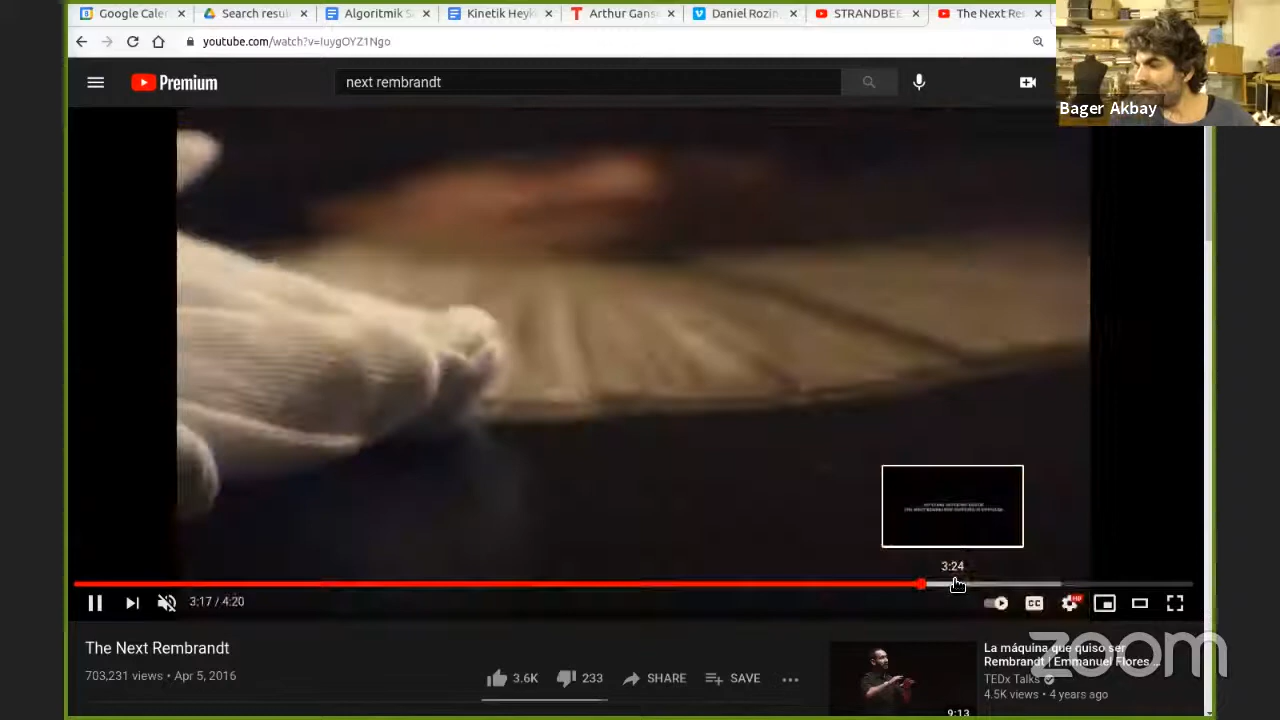 Google Caler
Search resul
Algoritmik S
Kinetik Heyk
Arthur Gans
Daniel Rozin
STRANDBEE
The Next Re
youtube.com/watch?v=IuygOYZ1Ngo
Premium
next rembrandt
Bager Akbay
3:24
3:17 / 4:20
CC
HD
The Next Rembrandt
703,231 views • Apr 5, 2016
3.6K
233
SHARE
SAVE
La máquina que quiso ser
Rembrandt | Emmanuel Flores ...
TEDx Talks
4.5K views • 4 years ago
9:13
zoom